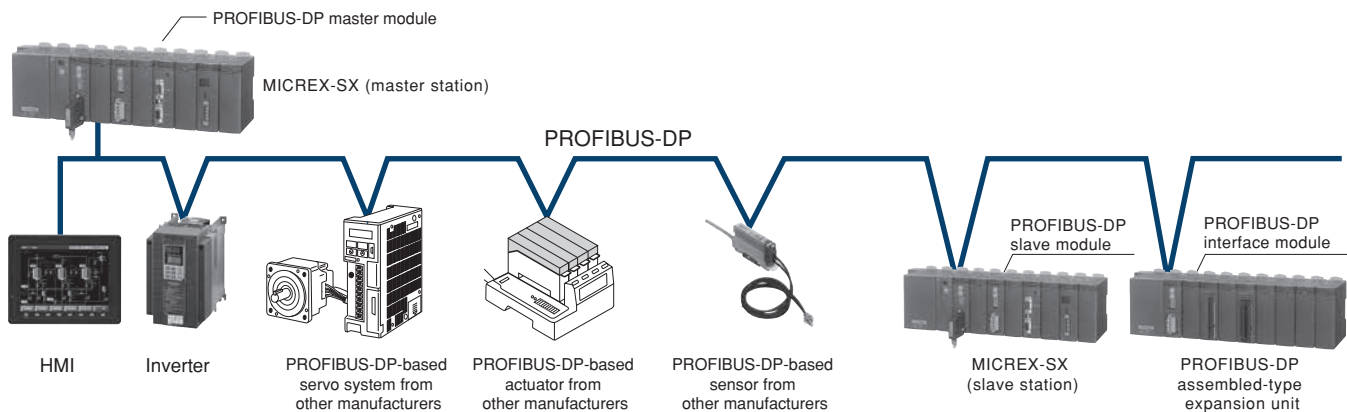 PROFIBUS-DP master module
MICREX-SX (master station)
PROFIBUS-DP
PROFIBUS-DP
slave module
PROFIBUS-DP
interface module
HMI
Inverter
PROFIBUS-DP-based
servo system from
other manufacturers
PROFIBUS-DP-based
actuator from
other manufacturers
PROFIBUS-DP-based
sensor from
other manufacturers
MICREX-SX
(slave station)
PROFIBUS-DP
assembled-type
expansion unit